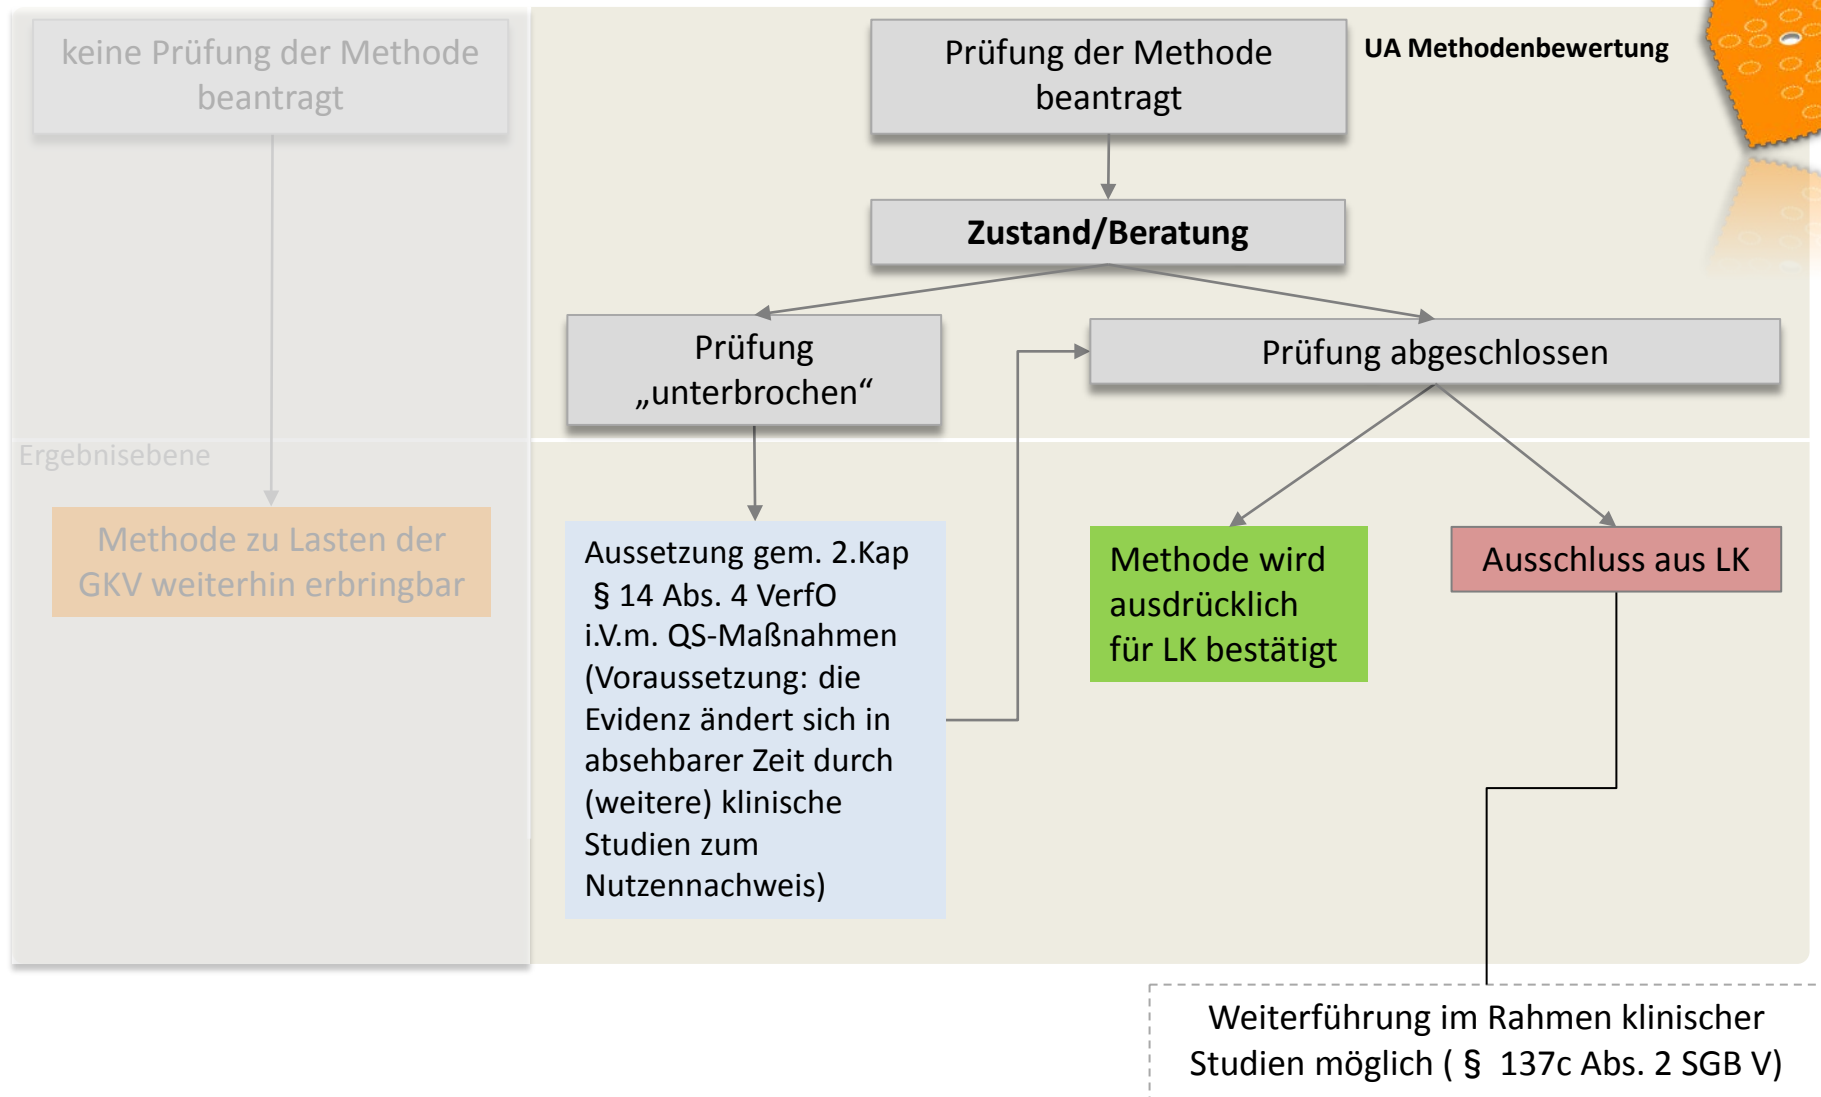 keine Prüfung der Methode
beantragt
Prüfung der Methode
beantragt
UA Methodenbewertung
Zustand/Beratung
Prüfung
„unterbrochen“
Prüfung abgeschlossen
Ergebnisebene
Methode zu Lasten der
GKV weiterhin erbringbar
Aussetzung gem. 2.Kap
§ 14 Abs. 4 VerfO
i.V.m. QS-Maßnahmen
(Voraussetzung: die
Evidenz ändert sich in
absehbarer Zeit durch
(weitere) klinische
Studien zum
Nutzennachweis)
Methode wird
ausdrücklich
für LK bestätigt
Ausschluss aus LK
Weiterführung im Rahmen klinischer
Studien möglich ( § 137c Abs. 2 SGB V)